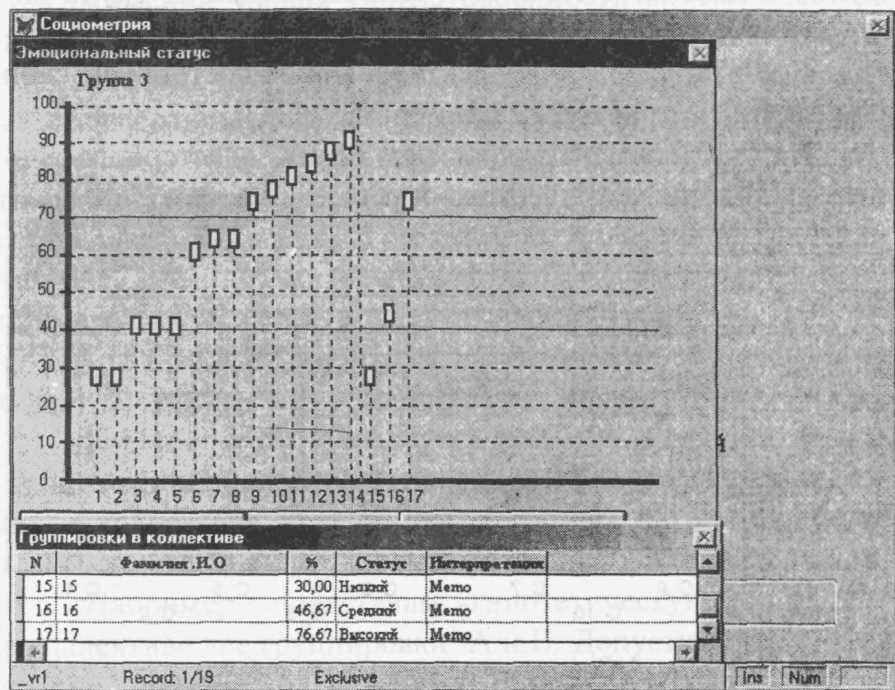 Социометрия
Эмоциональный статус
Группа 3
100
90
80
70
60
50
40
30
20
10
0
1 2 3 4 5 6 7 8 9 10 11 12 13 14 15 16 17
Группировки в коллективе
N Фамилия .И.О % Статус Интерпретация
15 15 30,00 Низкий Memo
16 16 46,67 Средний Memo
17 17 76,67 Высокий Memo
_vr1 Record: 1/19 Exclusive Ins Num